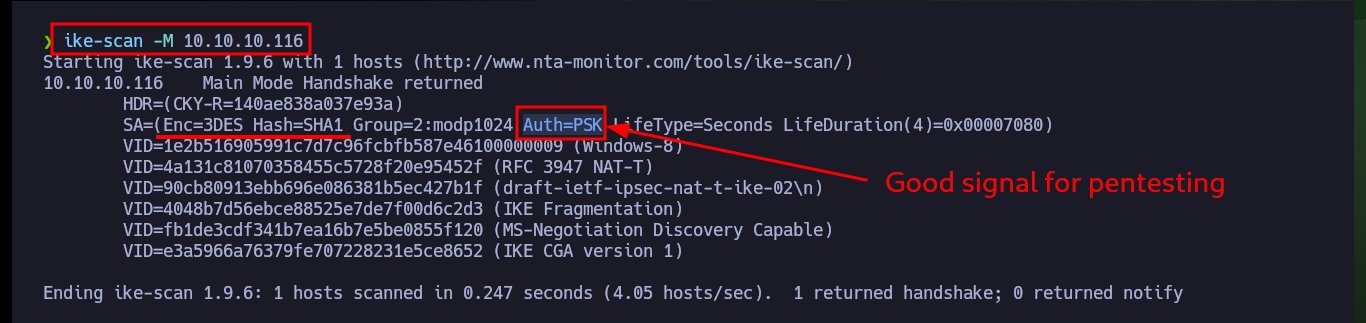 ❯ ike-scan -M 10.10.10.116
Starting ike-scan 1.9.6 with 1 hosts (http://www.nta-monitor.com/tools/ike-scan/)
10.10.10.116 Main Mode Handshake returned
HDR=(CKY-R=140ae838a037e93a)
SA=(Enc=3DES Hash=SHA1 Group=2:modp1024 Auth=PSK LifeType=Seconds LifeDuration(4)=0x00007080)
VID=1e2b516905991c7d7c96fcbfb587e46100000009 (Windows-8)
VID=4a131c81070358455c5728f20e95452f (RFC 3947 NAT-T)
VID=90cb80913ebb696e086381b5ec427b1f (draft-ietf-ipsec-nat-t-ike-02\n)
Good signal for pentesting
VID=4048b7d56ebce88525e7de7f00d6c2d3 (IKE Fragmentation)
VID=fb1de3cdf341b7ea16b7e5be0855f120 (MS-Negotiation Discovery Capable)
VID=e3a5966a76379fe707228231e5ce8652 (IKE CGA version 1)
Ending ike-scan 1.9.6: 1 hosts scanned in 0.247 seconds (4.05 hosts/sec). 1 returned handshake; 0 returned notify